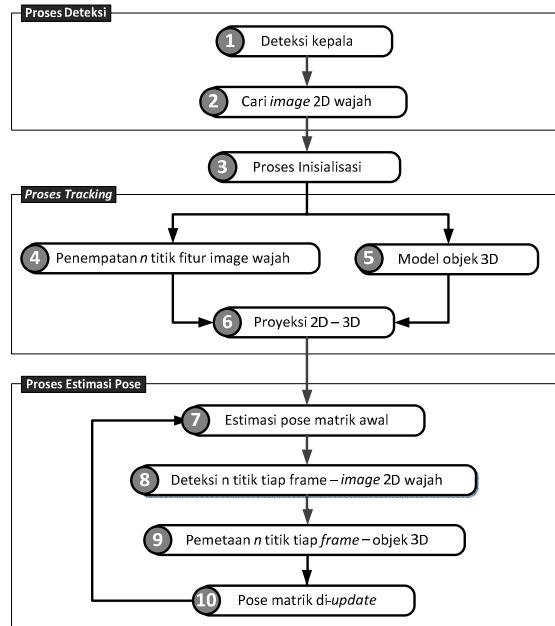 Proses Deteksi
1 Deteksi kepala
2 Cari image 2D wajah
3 Proses Inisialisasi
Proses Tracking
4 Penempatan n titik fitur image wajah
5 Model objek 3D
6 Proyeksi 2D – 3D
Proses Estimasi Pose
7 Estimasi pose matrik awal
8 Deteksi n titik tiap frame – image 2D wajah
9 Pemetaan n titik tiap frame – objek 3D
10 Pose matrik di-update